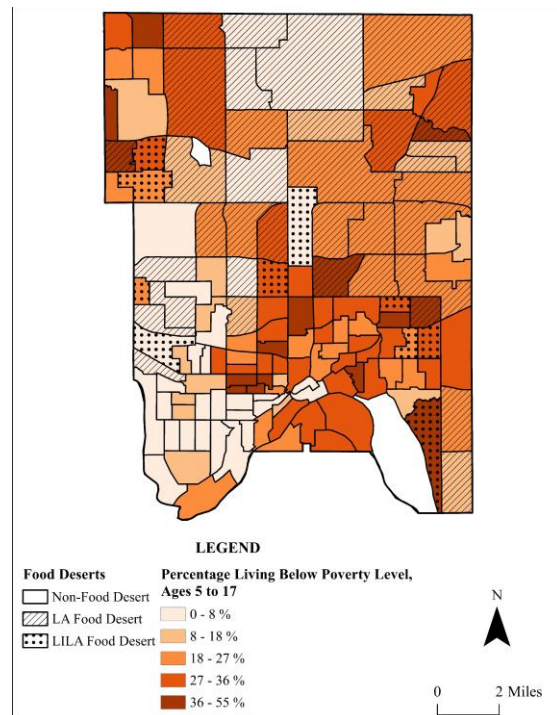 LEGEND
Food Deserts
Non-Food Desert
LA Food Desert
LILA Food Desert
Percentage Living Below Poverty Level,
Ages 5 to 17
0 - 8 %
8 - 18 %
18 - 27 %
27 - 36 %
36 - 55 %
N
0 2 Miles